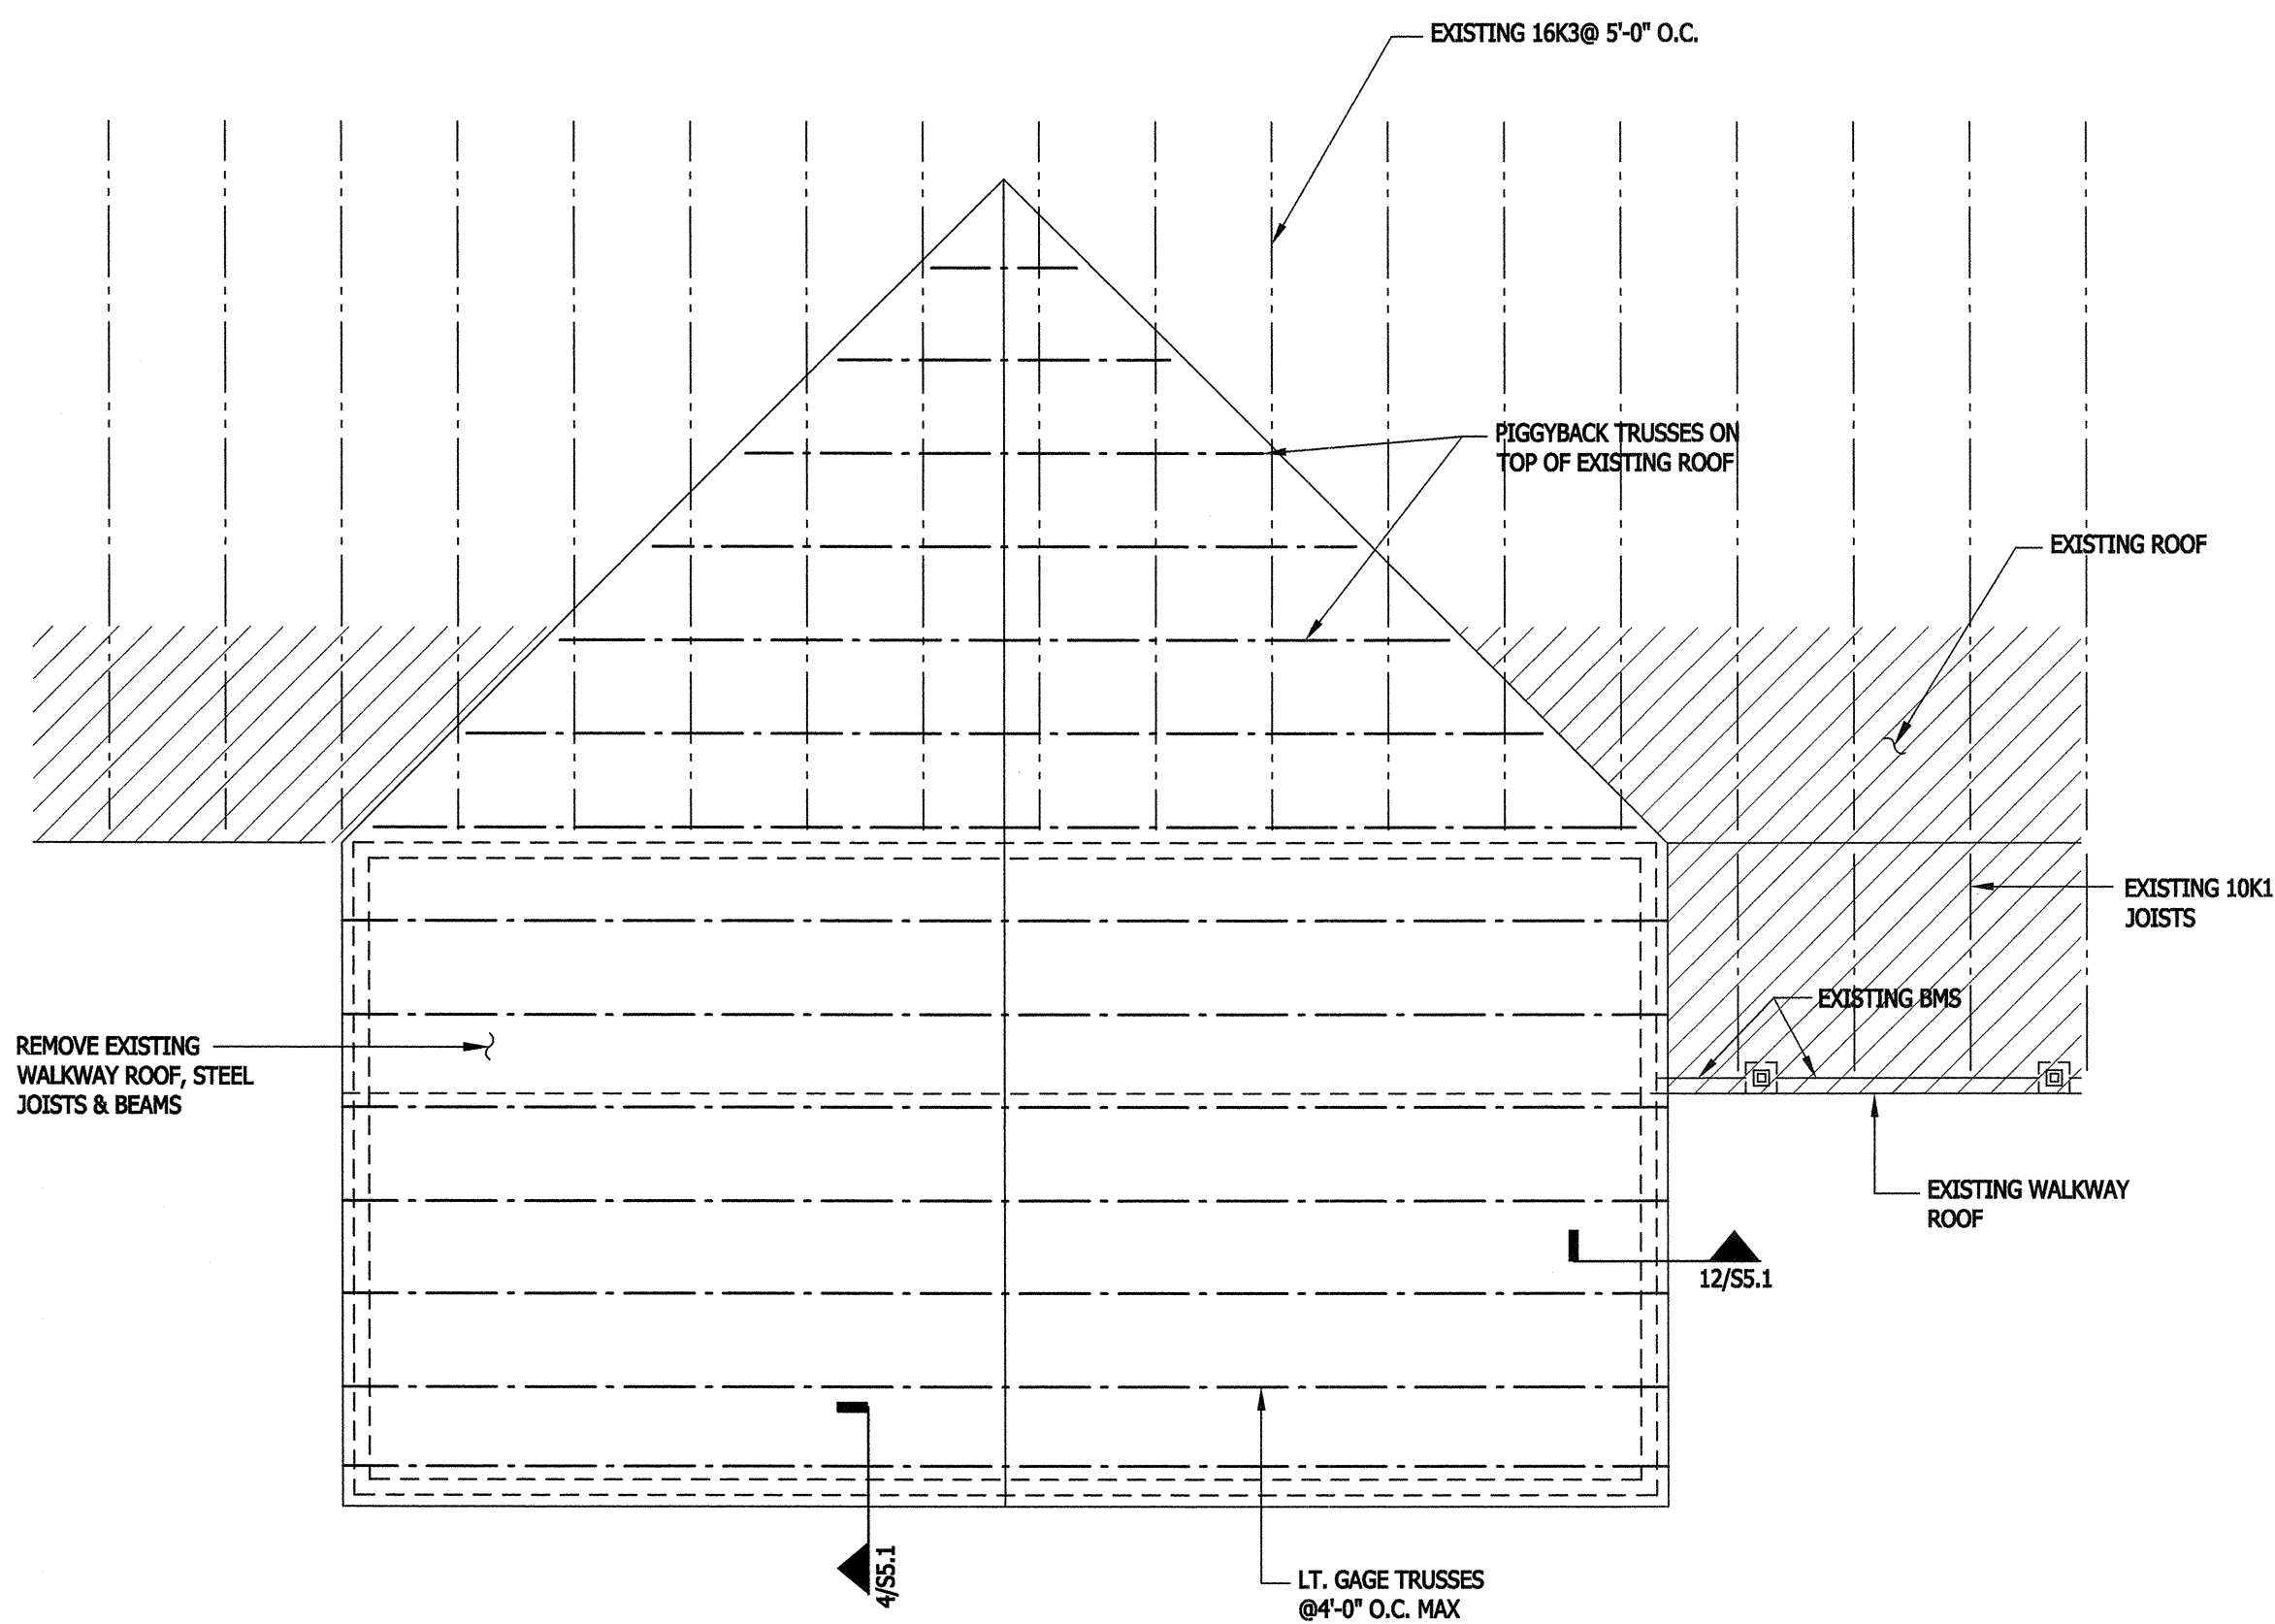 EXISTING 16K3@ 5'-0" O.C.
PIGGYBACK TRUSSES ON
TOP OF EXISTING ROOF
EXISTING ROOF
EXISTING 10K1
JOISTS
EXISTING BMS
REMOVE EXISTING
WALKWAY ROOF, STEEL
JOISTS & BEAMS
EXISTING WALKWAY
ROOF
12/S5.1
4/S5.1
LT. GAGE TRUSSES
@4'-0" O.C. MAX